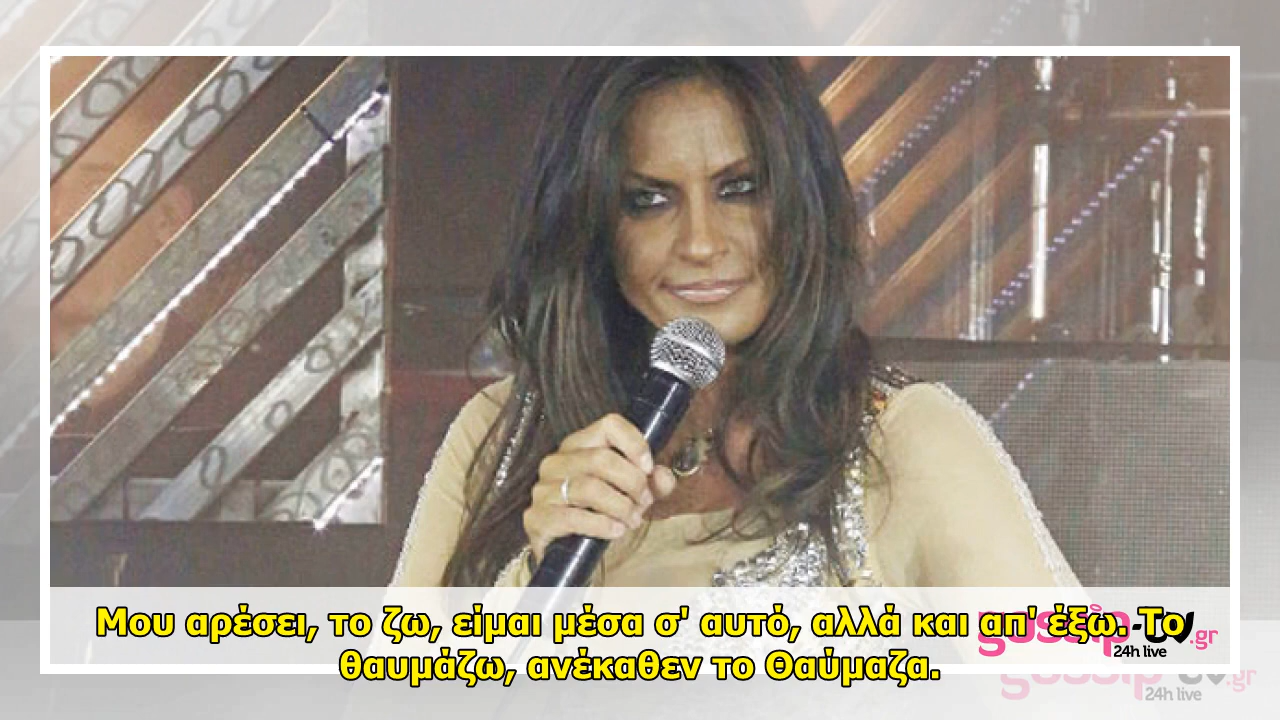 Μου αρέσει, το ζω, είμαι μέσα σ' αυτό, αλλά και απ' έξω. Το
θαυμάζω, ανέκαθεν το θαύμαζα.
gossip-tv.gr
24h live
gossip-tv.gr
24h live